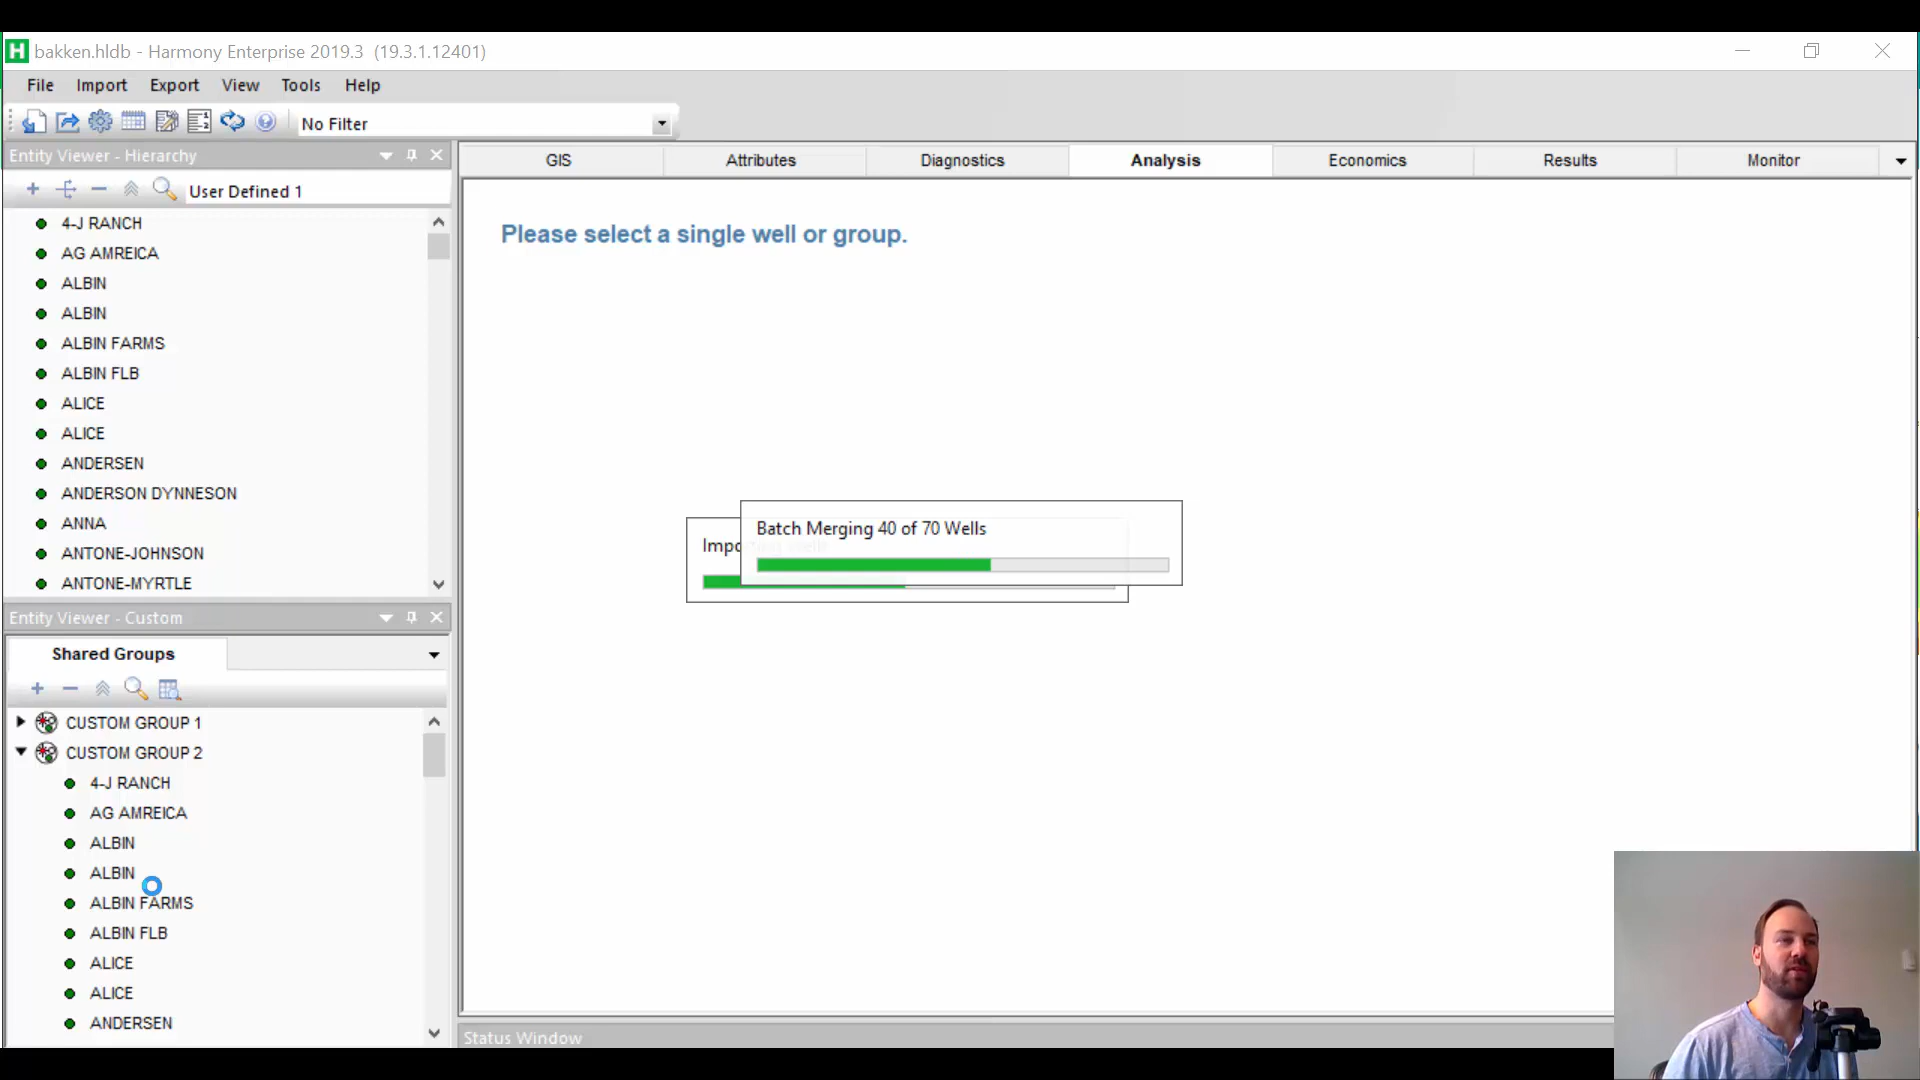 H bakken.hldb - Harmony Enterprise 2019.3 (19.3.1.12401)
File Import Export View Tools Help
No Filter
Entity Viewer - Hierarchy
User Defined 1
4-J RANCH
AG AMREICA
ALBIN
ALBIN
ALBIN FARMS
ALBIN FLB
ALICE
ALICE
ANDERSEN
ANDERSON DYNNESON
ANNA
ANTONE-JOHNSON
ANTONE-MYRTLE
Entity Viewer - Custom
Shared Groups
CUSTOM GROUP 1
CUSTOM GROUP 2
4-J RANCH
AG AMREICA
ALBIN
ALBIN
ALBIN FARMS
ALBIN FLB
ALICE
ALICE
ANDERSEN
GIS Attributes Diagnostics Analysis Economics Results Monitor
Please select a single well or group.
Batch Merging 40 of 70 Wells
Status Window